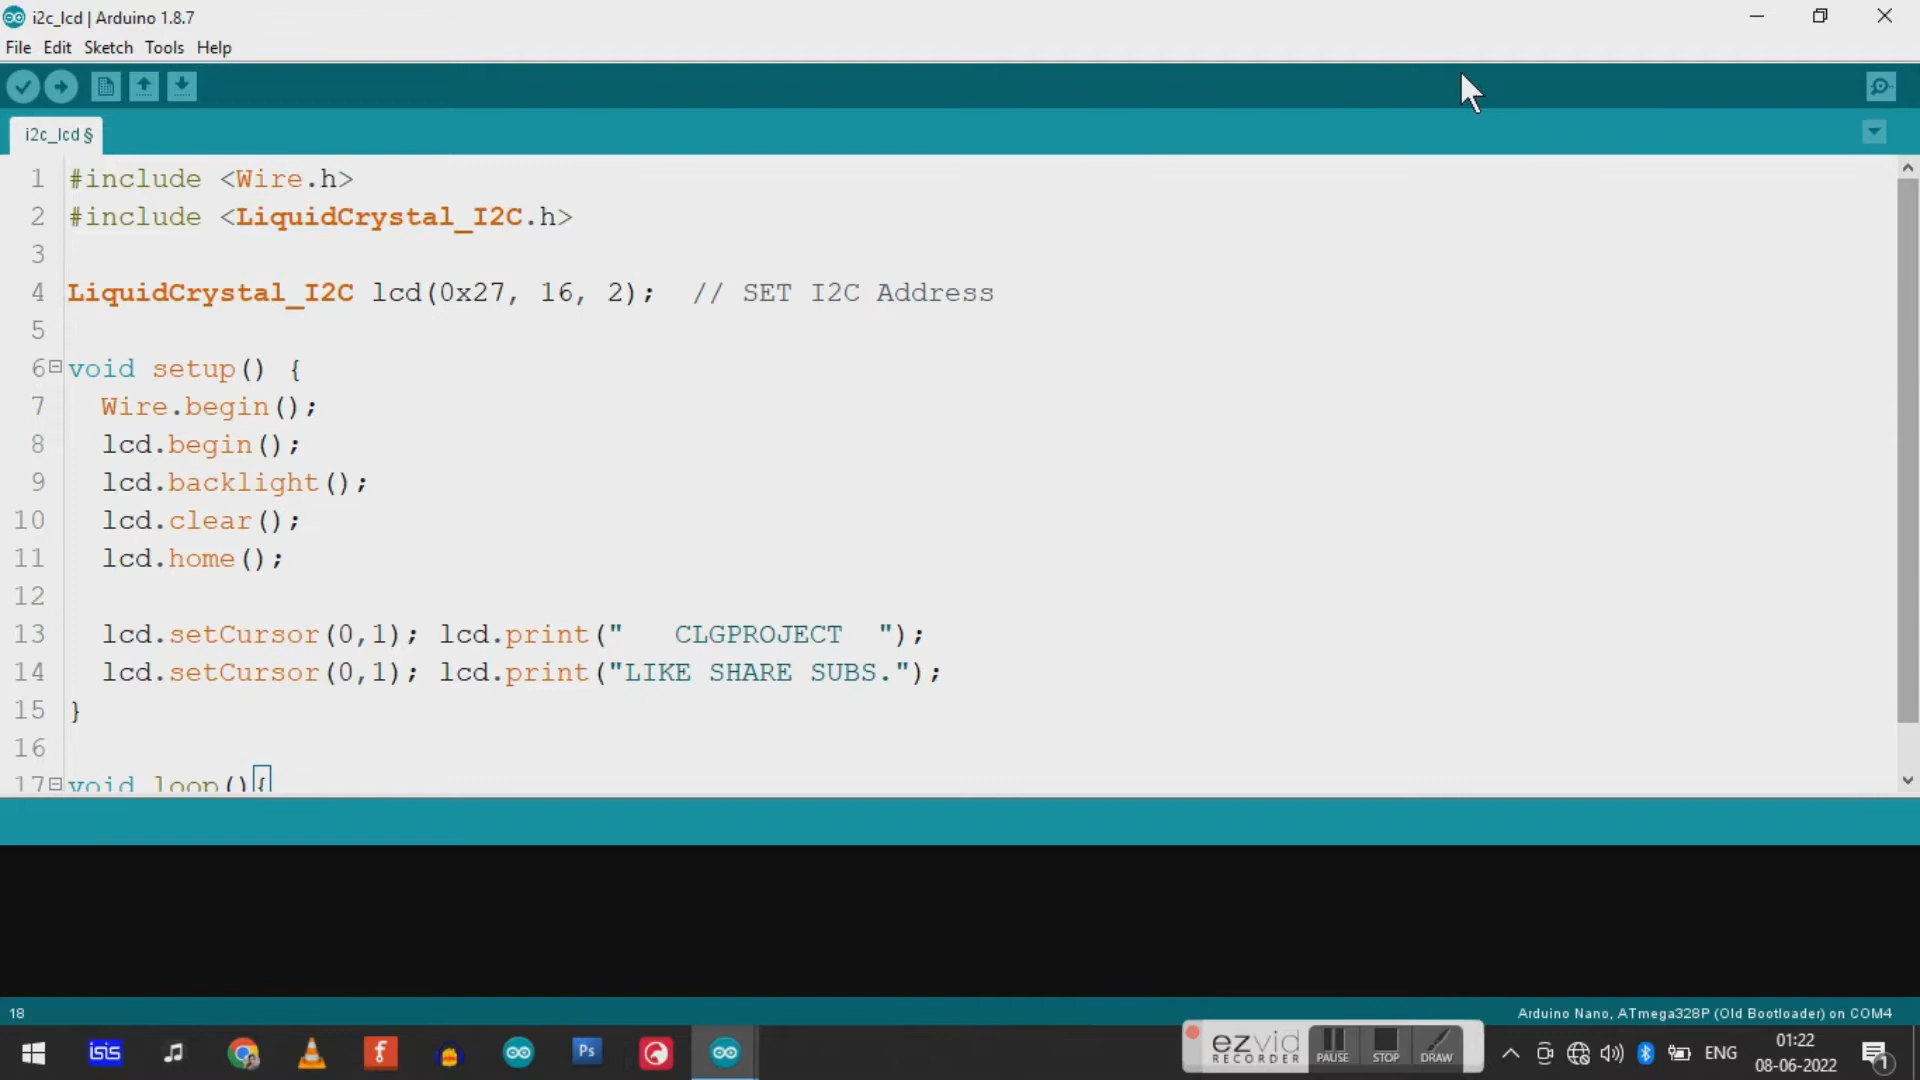 i2c_lcd | Arduino 1.8.7
File Edit Sketch Tools Help
i2c_lcd §
1 #include <Wire.h>
2 #include <LiquidCrystal_I2C.h>
3
4 LiquidCrystal_I2C lcd(0x27, 16, 2);  // SET I2C Address
5
6 void setup() {
7   Wire.begin();
8   lcd.begin();
9   lcd.backlight();
10   lcd.clear();
11   lcd.home();
12
13   lcd.setCursor(0,1); lcd.print("   CLGPROJECT  ");
14   lcd.setCursor(0,1); lcd.print("LIKE SHARE SUBS.");
15 }
16
17 void loop(){
18 Arduino Nano, ATmega328P (Old Bootloader) on COM4
isis
Ps
ezvid RECORDER PAUSE STOP DRAW
ENG
01:22
08-06-2022
1